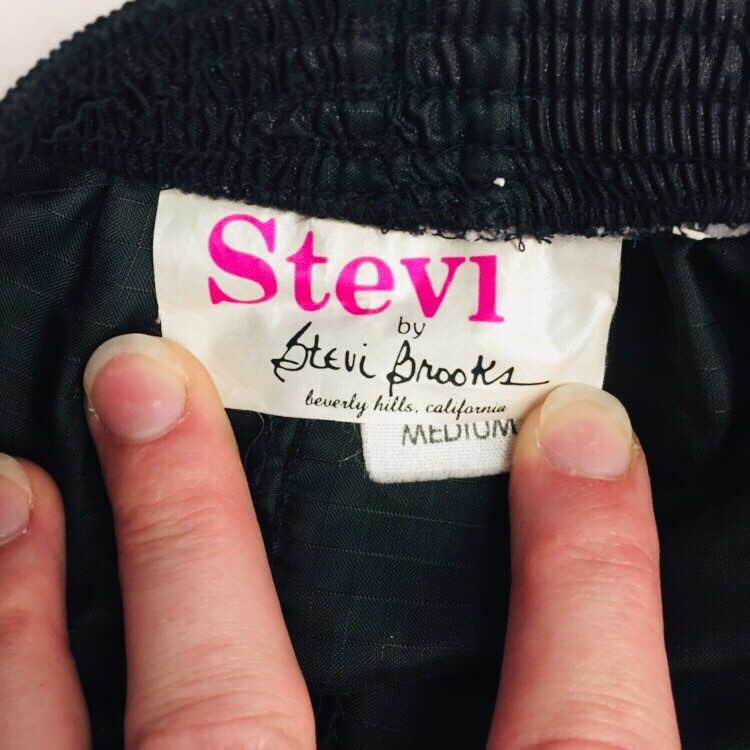 Stevi
by
Stevi Brooks
beverly hills, california
MEDIUM